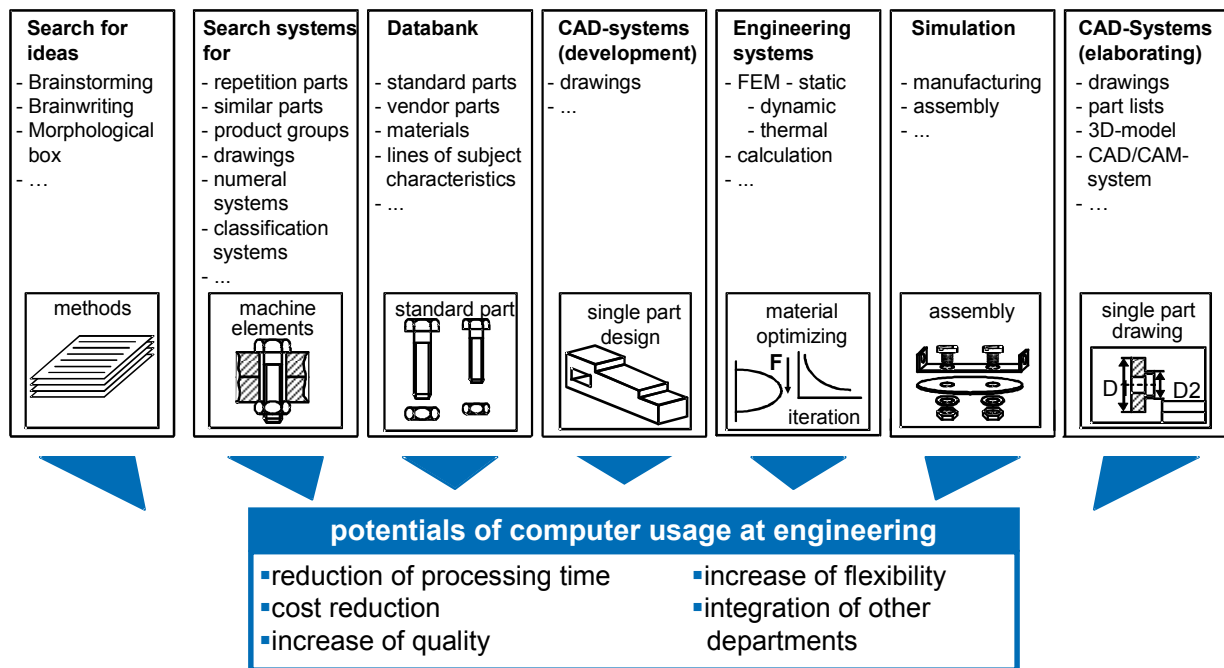 Search for
ideas
- Brainstorming
- Brainwriting
- Morphological
box
- …
methods
Search systems
for
- repetition parts
- similar parts
- product groups
- drawings
- numeral
systems
- classification
systems
- ...
machine
elements
Databank
- standard parts
- vendor parts
- materials
- lines of subject
characteristics
- ...
standard part
CAD-systems
(development)
- drawings
- ...
single part
design
Engineering
systems
- FEM - static
- dynamic
- thermal
- calculation
- ...
material
optimizing
F
iteration
Simulation
- manufacturing
- assembly
- ...
assembly
CAD-Systems
(elaborating)
- drawings
- part lists
- 3D-model
- CAD/CAM-
system
- …
single part
drawing
D
D2
potentials of computer usage at engineering
▪reduction of processing time
▪cost reduction
▪increase of quality
▪increase of flexibility
▪integration of other
departments